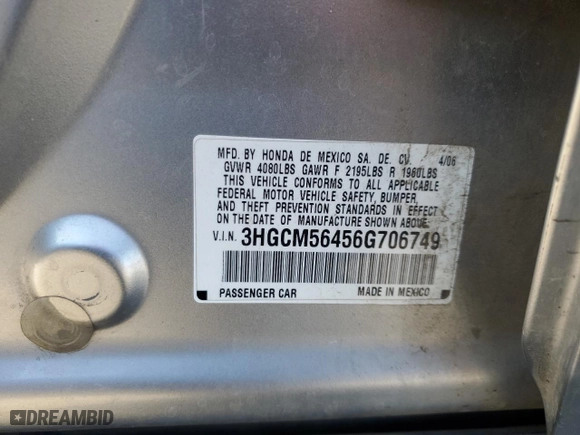 MFD. BY HONDA DE MEXICO SA. DE. CV. 4/06
GVWR 4080LBS GAWR F 2195LBS R 1960LBS
THIS VEHICLE CONFORMS TO ALL APPLICABLE
FEDERAL MOTOR VEHICLE SAFETY, BUMPER,
AND THEFT PREVENTION STANDARDS IN EFFECT
ON THE DATE OF MANUFACTURE SHOWN ABOVE.
V.I.N. 3HGCM56456G706749
PASSENGER CAR MADE IN MEXICO
DREAMBID